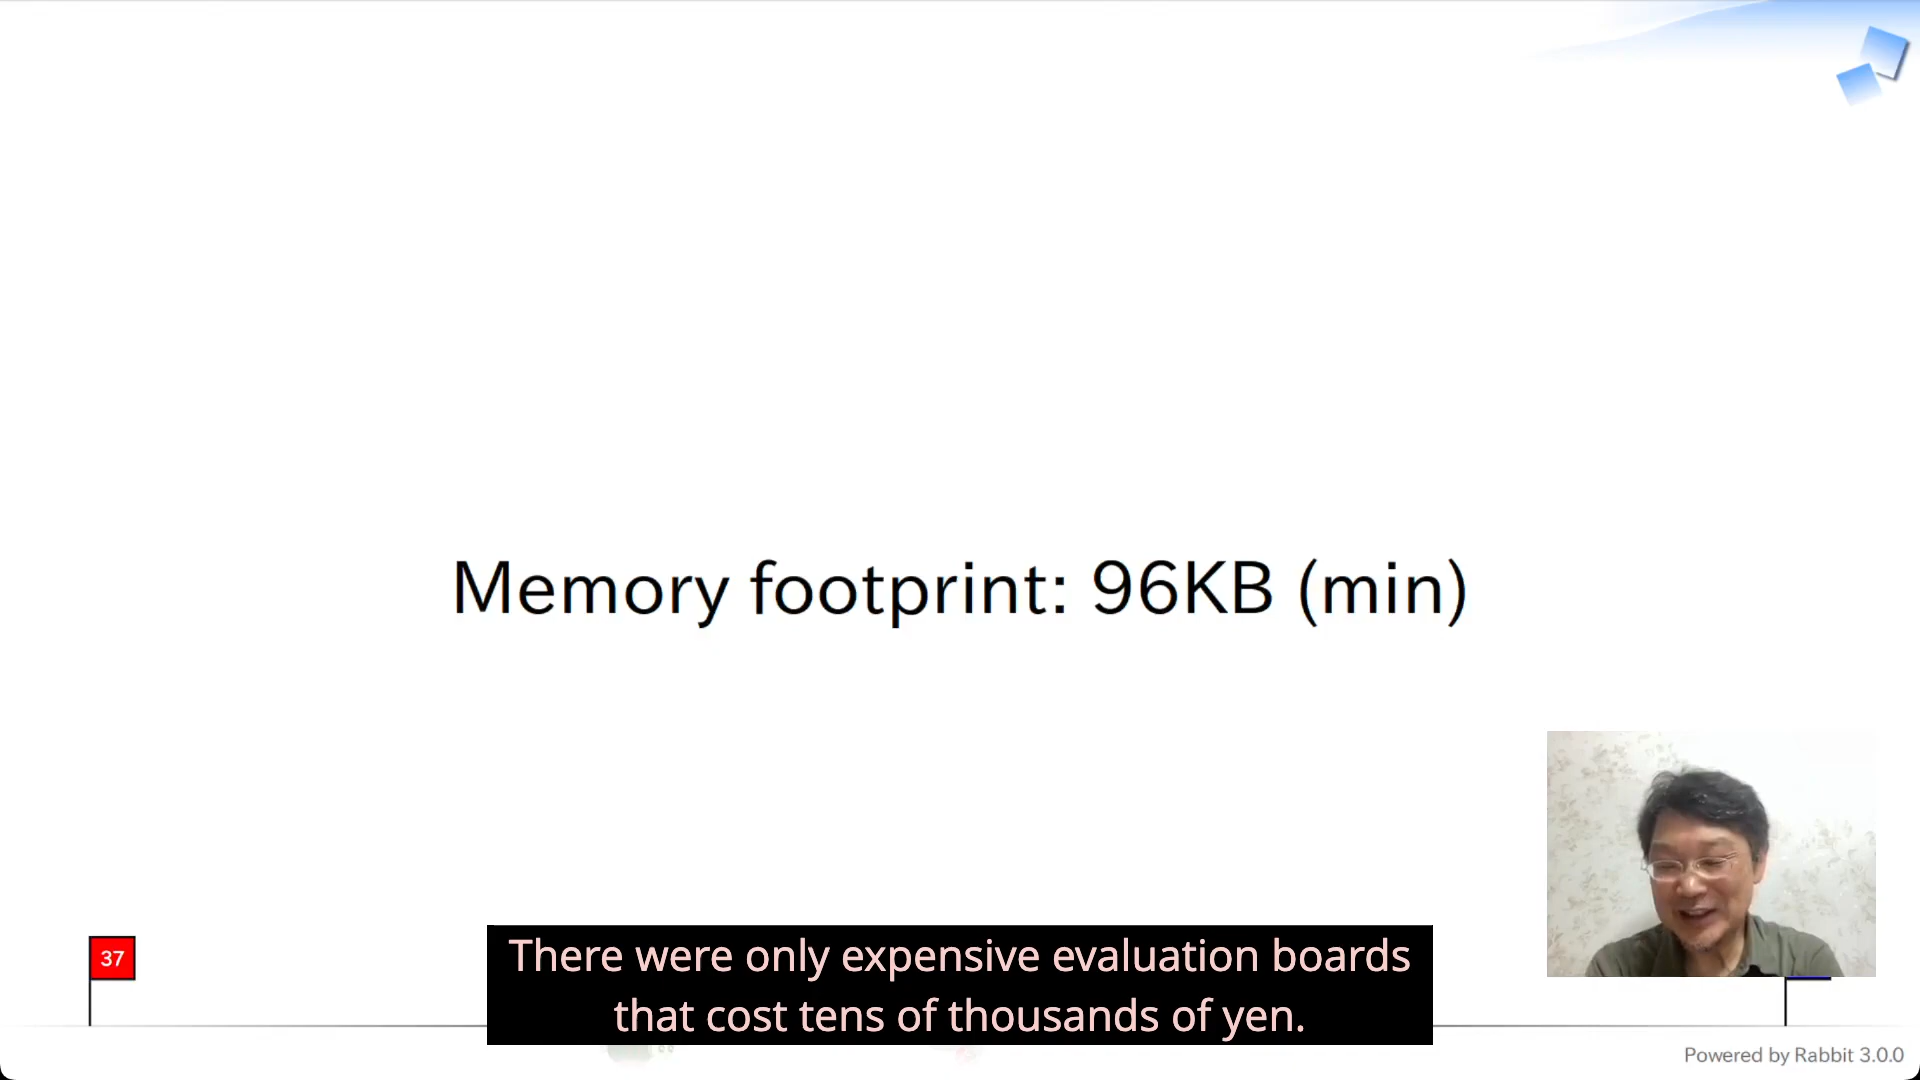 Memory footprint: 96KB (min)
37
There were only expensive evaluation boards
that cost tens of thousands of yen.
Powered by Rabbit 3.0.0